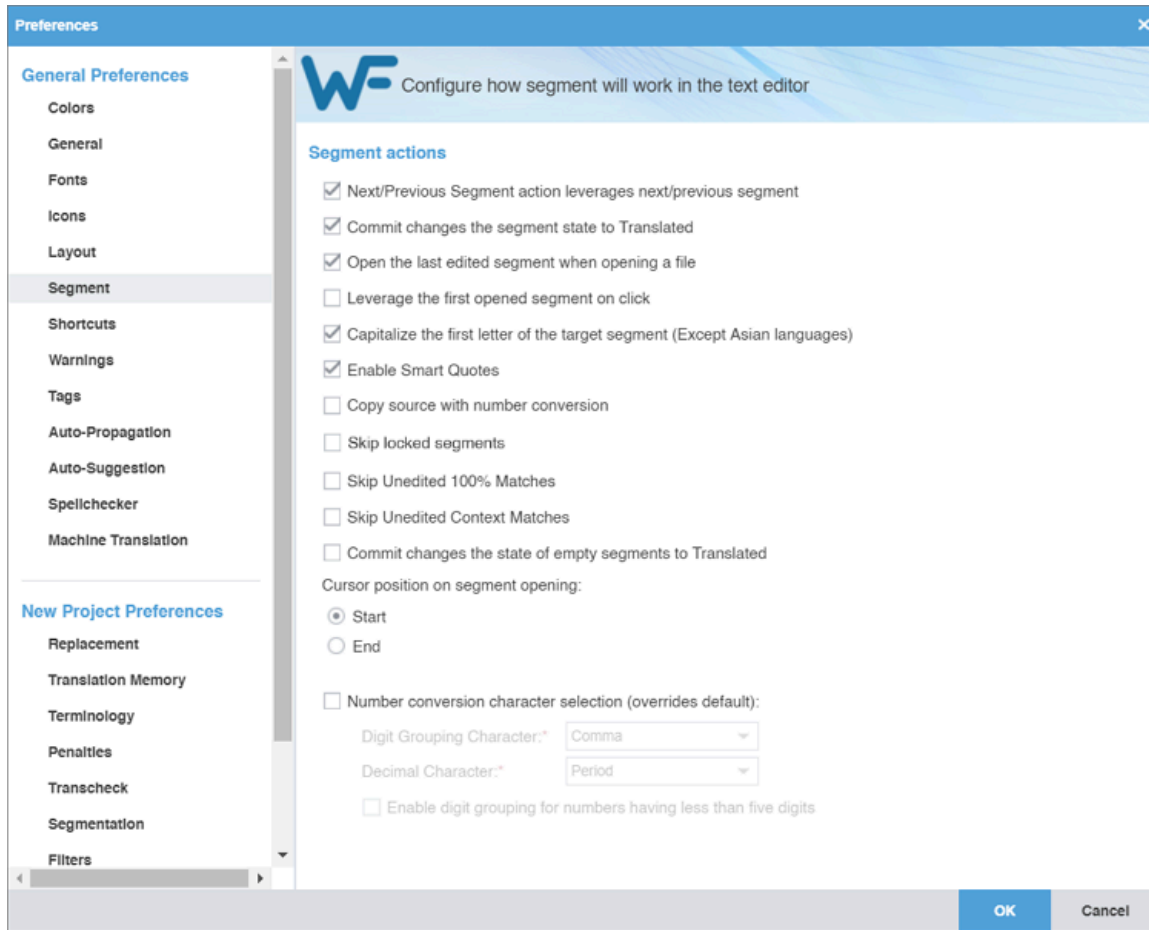 Preferences
General Preferences
Colors
General
Fonts
Icons
Layout
Segment
Shortcuts
Warnings
Tags
Auto-Propagation
Auto-Suggestion
Spellchecker
Machine Translation
New Project Preferences
Replacement
Translation Memory
Terminology
Penalties
Transcheck
Segmentation
Filters
WF Configure how segment will work in the text editor
Segment actions
Next/Previous Segment action leverages next/previous segment
Commit changes the segment state to Translated
Open the last edited segment when opening a file
Leverage the first opened segment on click
Capitalize the first letter of the target segment (Except Asian languages)
Enable Smart Quotes
Copy source with number conversion
Skip locked segments
Skip Unedited 100% Matches
Skip Unedited Context Matches
Commit changes the state of empty segments to Translated
Cursor position on segment opening:
Start
End
Number conversion character selection (overrides default):
Digit Grouping Character:* Comma
Decimal Character:* Period
Enable digit grouping for numbers having less than five digits
OK Cancel